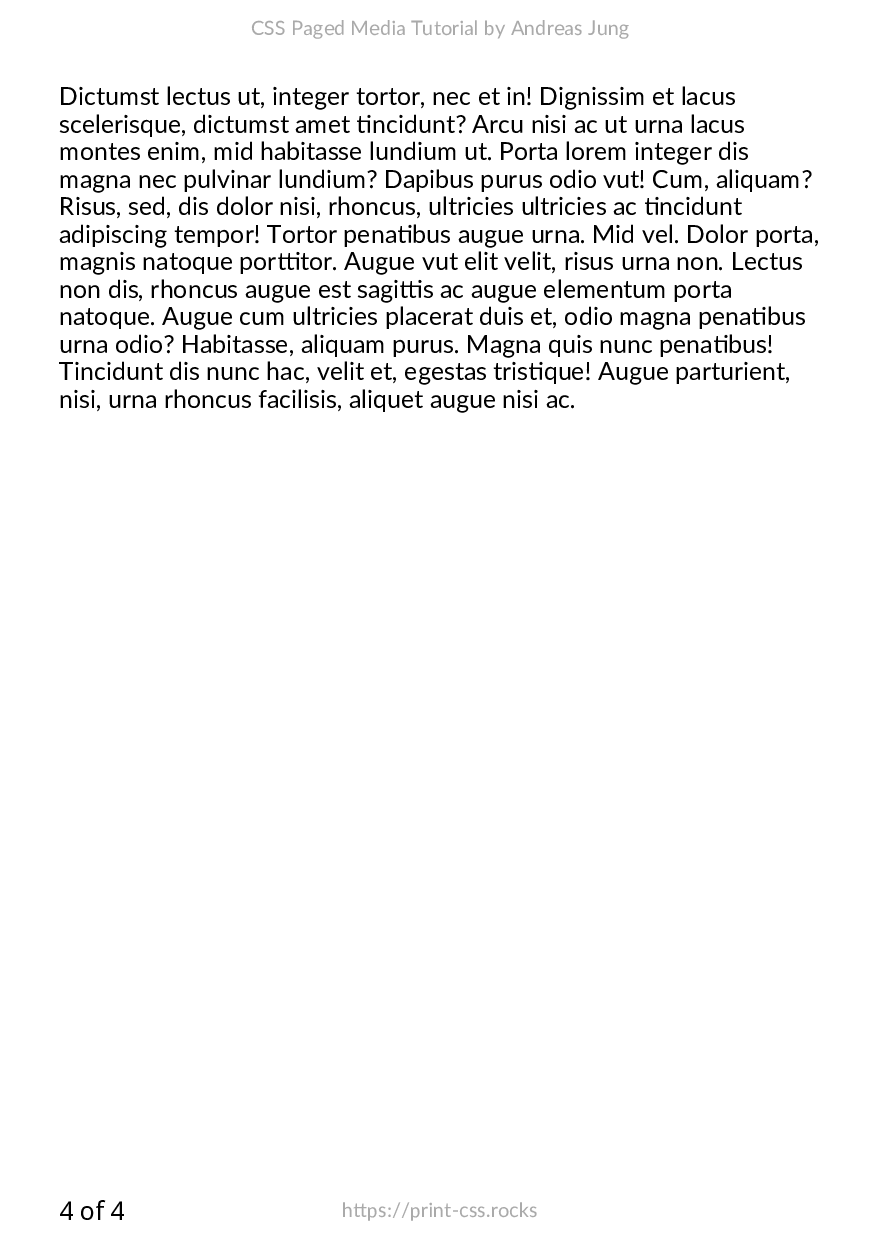 CSS Paged Media Tutorial by Andreas Jung
Dictumst lectus ut, integer tortor, nec et in! Dignissim et lacus
scelerisque, dictumst amet tincidunt? Arcu nisi ac ut urna lacus
montes enim, mid habitasse lundium ut. Porta lorem integer dis
magna nec pulvinar lundium? Dapibus purus odio vut! Cum, aliquam?
Risus, sed, dis dolor nisi, rhoncus, ultricies ultricies ac tincidunt
adipiscing tempor! Tortor penatibus augue urna. Mid vel. Dolor porta,
magnis natoque porttitor. Augue vut elit velit, risus urna non. Lectus
non dis, rhoncus augue est sagittis ac augue elementum porta
natoque. Augue cum ultricies placerat duis et, odio magna penatibus
urna odio? Habitasse, aliquam purus. Magna quis nunc penatibus!
Tincidunt dis nunc hac, velit et, egestas tristique! Augue parturient,
nisi, urna rhoncus facilisis, aliquet augue nisi ac.
4 of 4
https://print-css.rocks